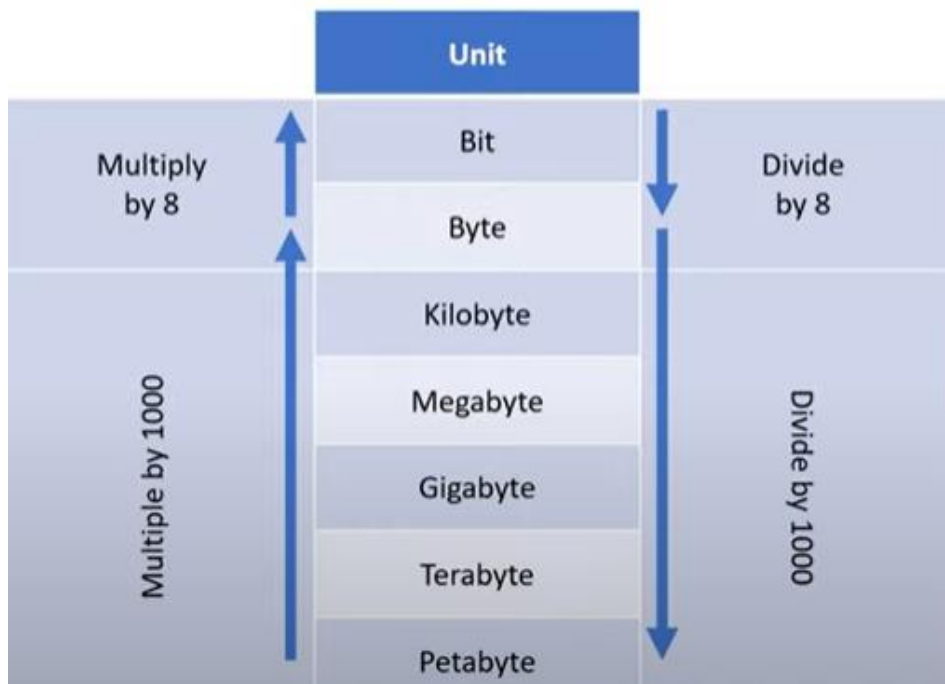 Unit
Multiply
by 8
Bit
Divide
by 8
Byte
Kilobyte
Multiple by 1000
Megabyte
Divide by 1000
Gigabyte
Terabyte
Petabyte